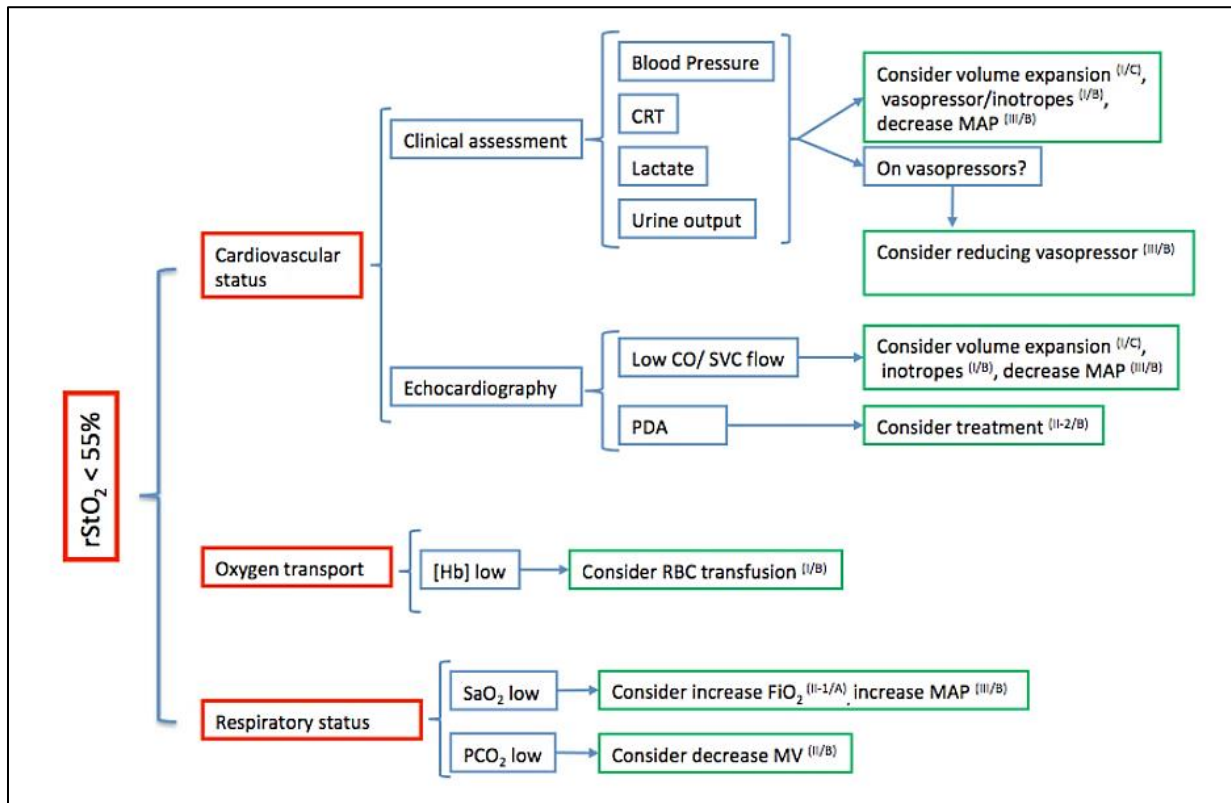 rStO₂ < 55%
Cardiovascular
status
Clinical assessment
Blood Pressure
CRT
Lactate
Urine output
Consider volume expansion (I/C),
vasopressor/inotropes (I/B),
decrease MAP (III/B)
On vasopressors?
Consider reducing vasopressor (III/B)
Echocardiography
Low CO/ SVC flow
Consider volume expansion (I/C),
inotropes (I/B), decrease MAP (III/B)
PDA
Consider treatment (II-2/B)
Oxygen transport
[Hb] low
Consider RBC transfusion (I/B)
Respiratory status
SaO₂ low
Consider increase FiO₂ (II-1/A), increase MAP (III/B)
PCO₂ low
Consider decrease MV (II/B)